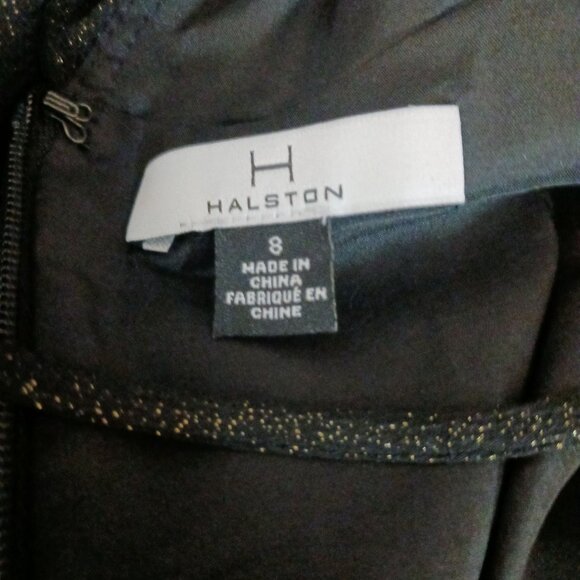 H
HALSTON
8
MADE IN
CHINA
FABRIQUÉ EN
CHINE